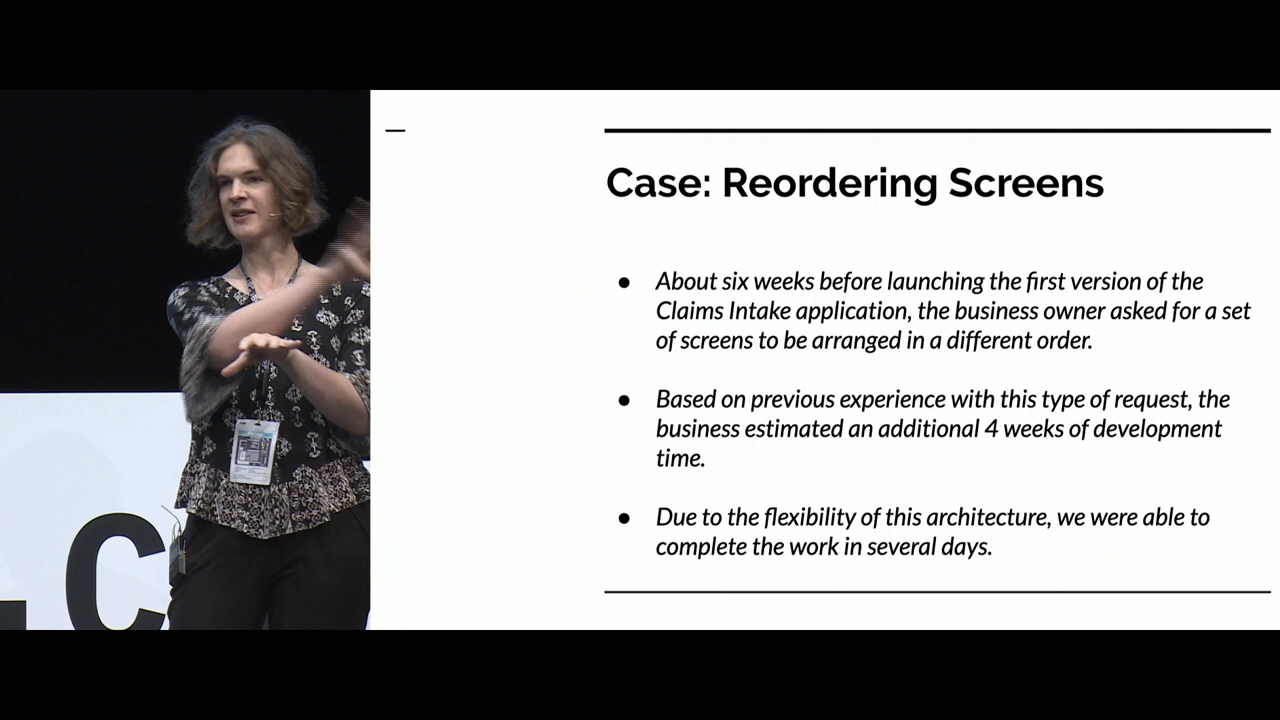 Case: Reordering Screens
● About six weeks before launching the first version of the
Claims Intake application, the business owner asked for a set
of screens to be arranged in a different order.
● Based on previous experience with this type of request, the
business estimated an additional 4 weeks of development
time.
● Due to the flexibility of this architecture, we were able to
complete the work in several days.
.c